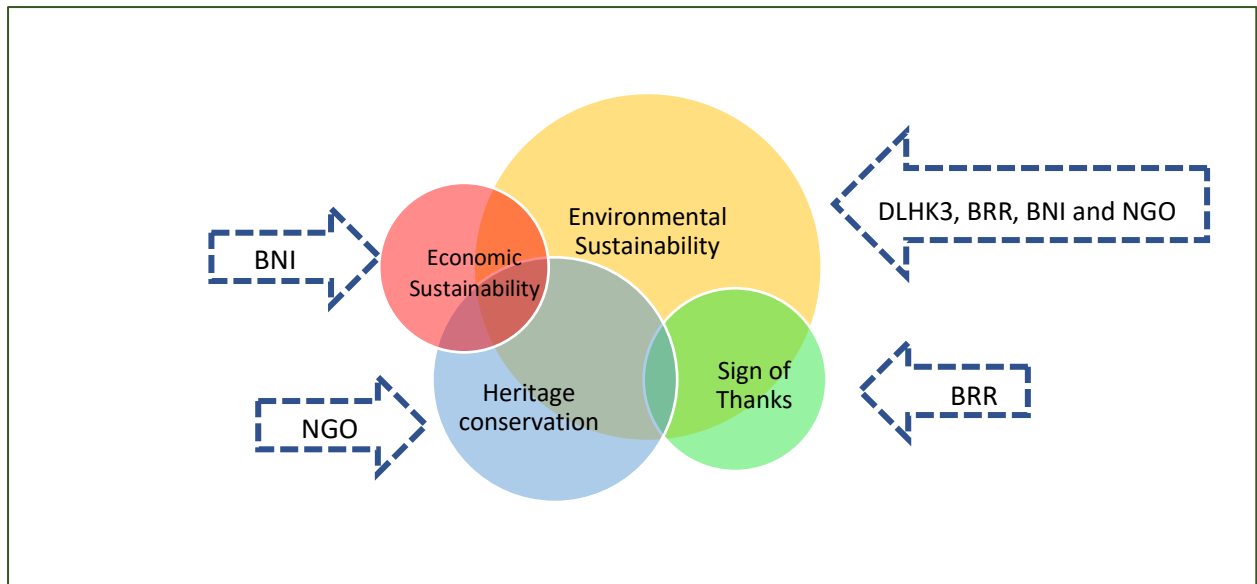 Environmental
Sustainability
DLHK3, BRR, BNI and NGO
BNI
Economic
Sustainability
Sign of
Thanks
BRR
Heritage
conservation
NGO